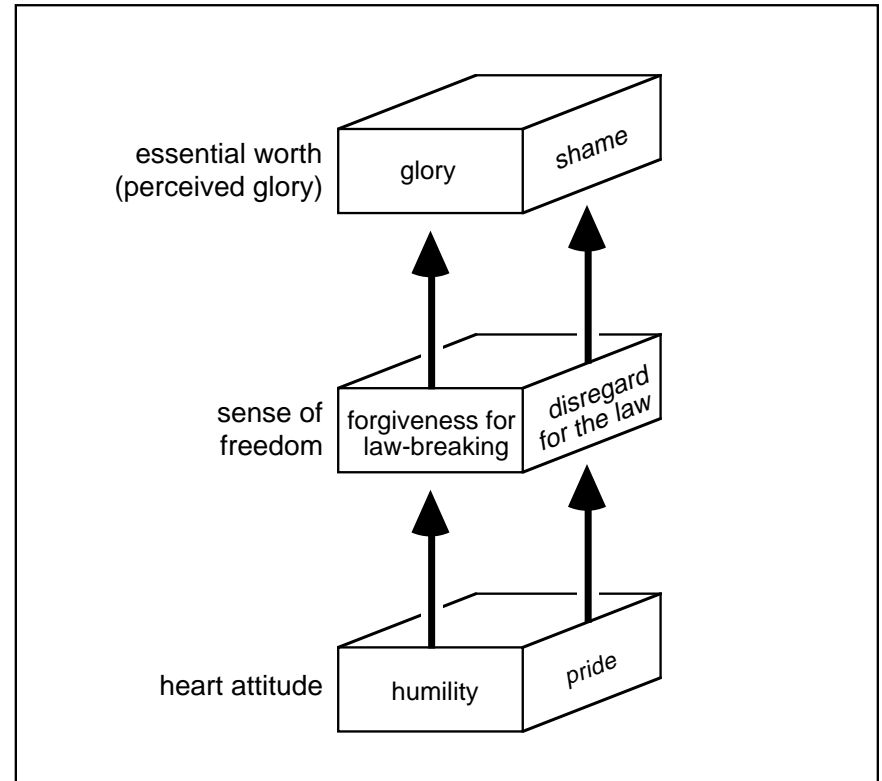 essential worth
(perceived glory)
glory
shame
sense of
freedom
forgiveness for
law-breaking
disregard
for the law
heart attitude
humility
pride